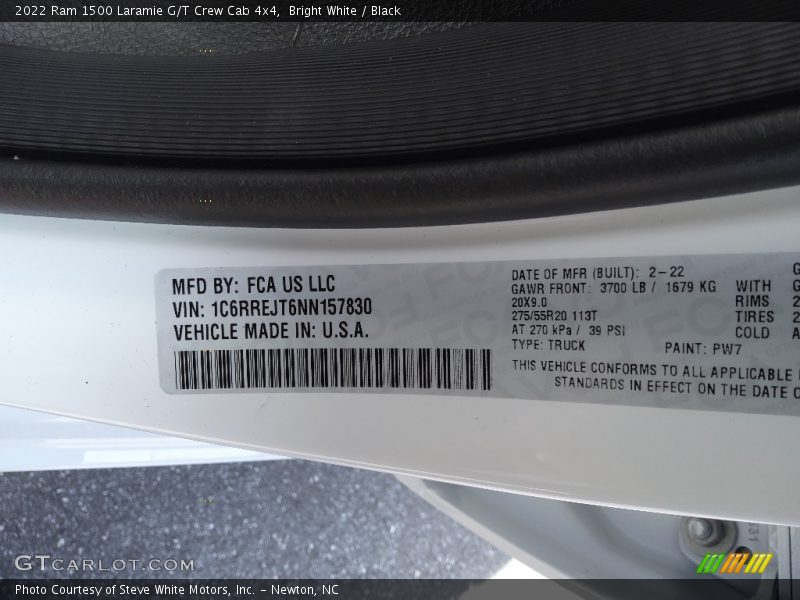 2022 Ram 1500 Laramie G/T Crew Cab 4x4, Bright White / Black
MFD BY: FCA US LLC
VIN: 1C6RREJT6NN157830
VEHICLE MADE IN: U.S.A.
DATE OF MFR (BUILT): 2-22
GAWR FRONT: 3700 LB / 1679 KG WITH G
20X9.0 RIMS 2
275/55R20 113T TIRES 2
AT 270 kPa / 39 PSI COLD A
TYPE: TRUCK PAINT: PW7
THIS VEHICLE CONFORMS TO ALL APPLICABLE
STANDARDS IN EFFECT ON THE DATE O
GTCARLOT.COM
Photo Courtesy of Steve White Motors, Inc. - Newton, NC